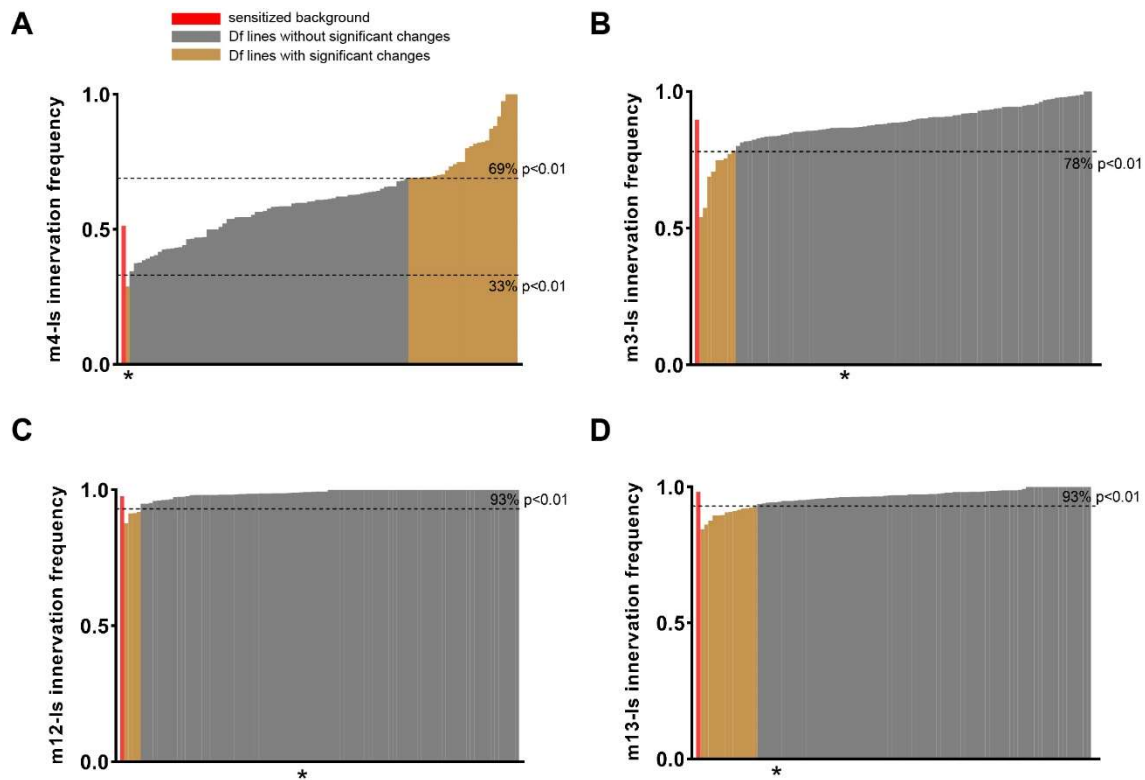 A
sensitized background
Df lines without significant changes
Df lines with significant changes
B
m4-Is innervation frequency
1.0
0.5
0.0
69% p<0.01
33% p<0.01
*
m3-Is innervation frequency
1.0
0.5
0.0
78% p<0.01
*
C
m12-Is innervation frequency
1.0
0.5
0.0
93% p<0.01
*
D
m13-Is innervation frequency
1.0
0.5
0.0
93% p<0.01
*